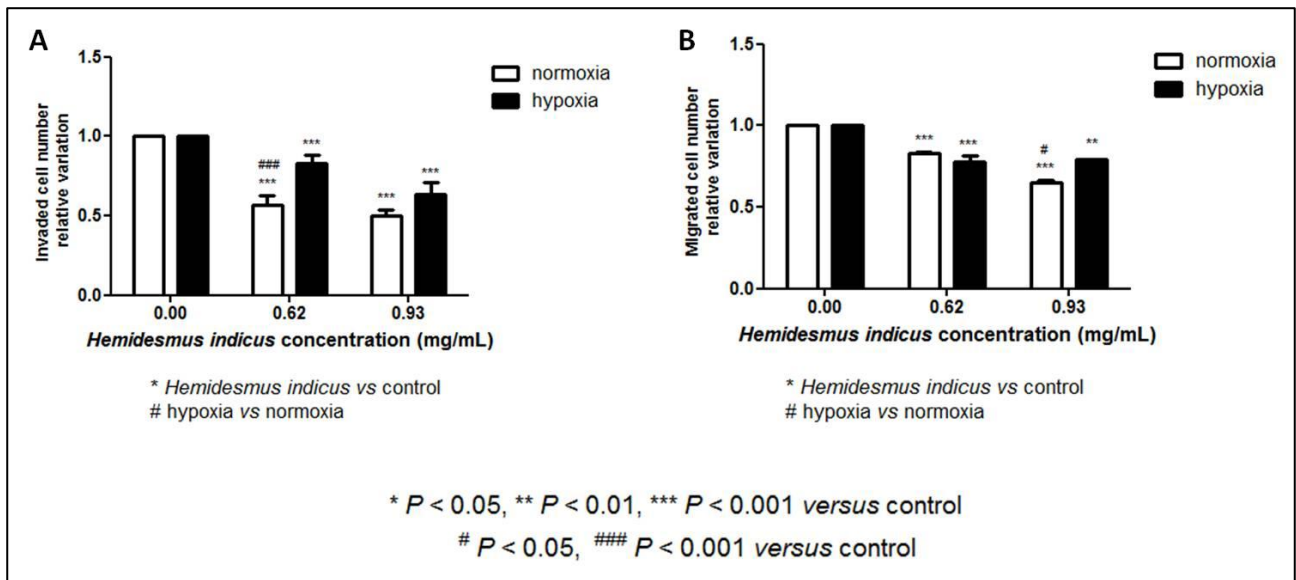 A
1.5
1.0
0.5
0.0
Invaded cell number
relative variation
normoxia
hypoxia
###
***
***
***
***
0.00
0.62
0.93
Hemidesmus indicus concentration (mg/mL)
* Hemidesmus indicus vs control
# hypoxia vs normoxia
B
1.5
1.0
0.5
0.0
Migrated cell number
relative variation
normoxia
hypoxia
***
***
#
***
**
0.00
0.62
0.93
Hemidesmus indicus concentration (mg/mL)
* Hemidesmus indicus vs control
# hypoxia vs normoxia
* P < 0.05, ** P < 0.01, *** P < 0.001 versus control
# P < 0.05, ### P < 0.001 versus control